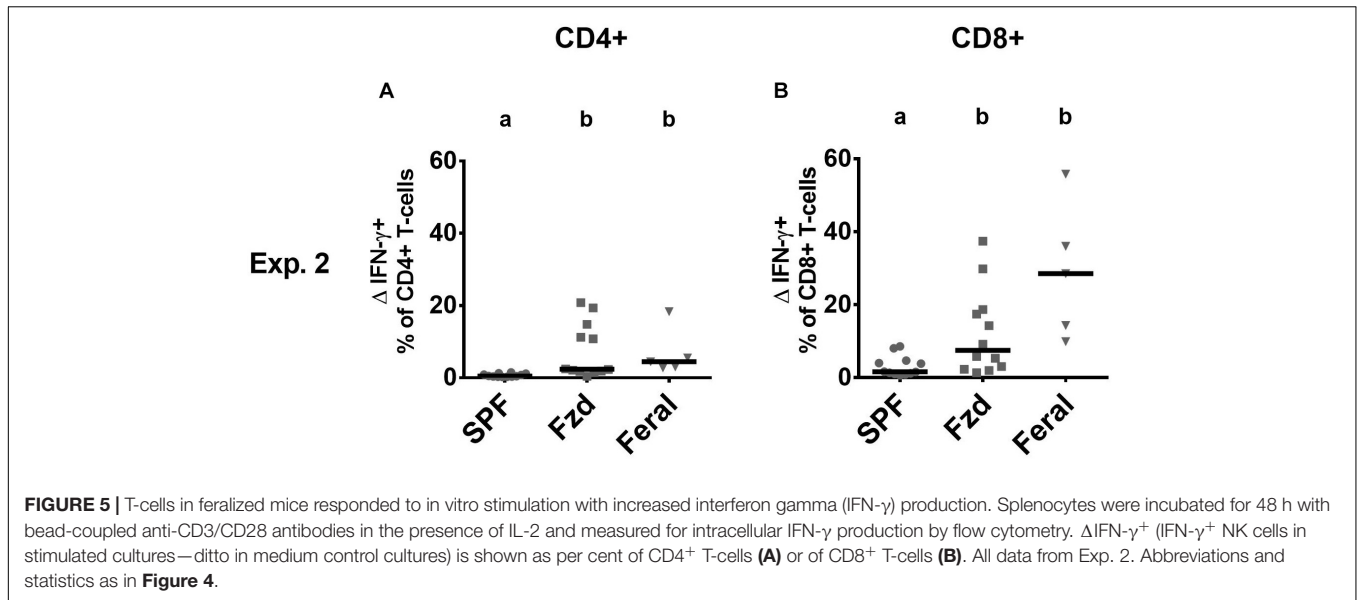 CD4+
CD8+
A
B
a b b
a b b
Δ IFN-γ+
% of CD4+ T-cells
60
40
20
0
Δ IFN-γ+
% of CD8+ T-cells
60
40
20
0
Exp. 2
SPF Fzd Feral
SPF Fzd Feral
FIGURE 5 | T-cells in feralized mice responded to in vitro stimulation with increased interferon gamma (IFN-γ) production. Splenocytes were incubated for 48 h with
bead-coupled anti-CD3/CD28 antibodies in the presence of IL-2 and measured for intracellular IFN-γ production by flow cytometry. ΔIFN-γ⁺ (IFN-γ⁺ NK cells in
stimulated cultures—ditto in medium control cultures) is shown as per cent of CD4⁺ T-cells (A) or of CD8⁺ T-cells (B). All data from Exp. 2. Abbreviations and
statistics as in Figure 4.